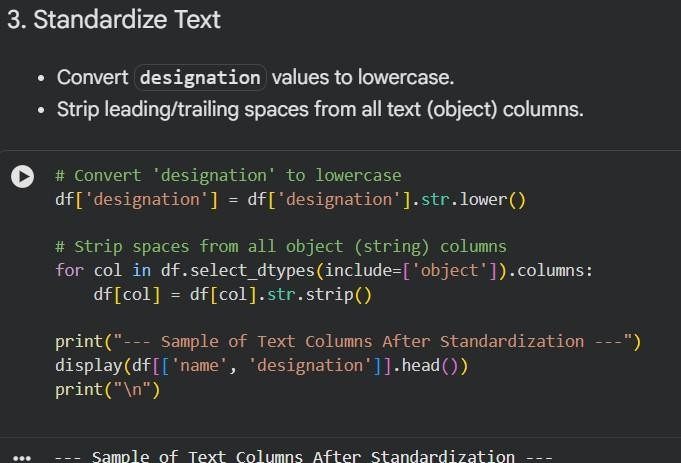 3. Standardize Text
• Convert designation values to lowercase.
• Strip leading/trailing spaces from all text (object) columns.
# Convert 'designation' to lowercase
df['designation'] = df['designation'].str.lower()
# Strip spaces from all object (string) columns
for col in df.select_dtypes(include=['object']).columns:
    df[col] = df[col].str.strip()
print("--- Sample of Text Columns After Standardization ---")
display(df[['name', 'designation']].head())
print("\n")
--- Sample of Text Columns After Standardization ---